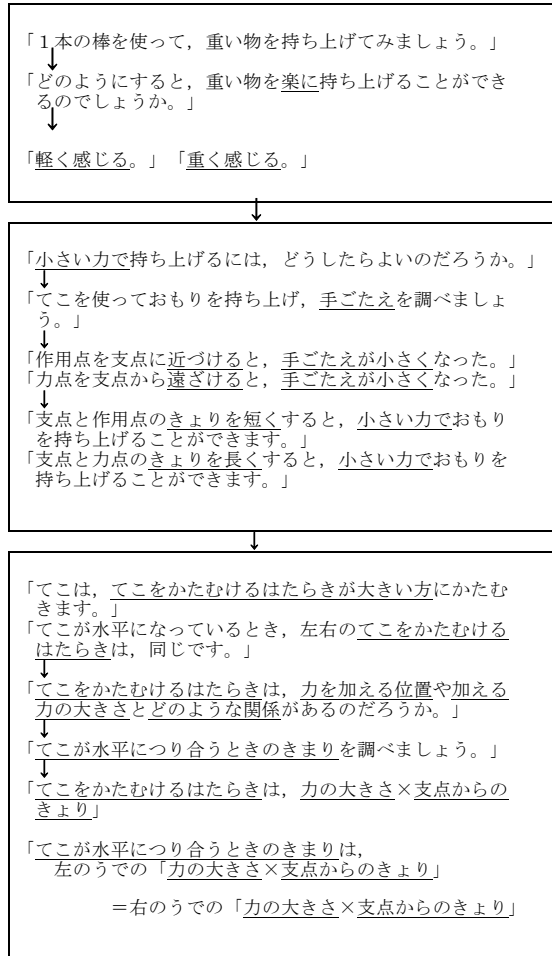 「１本の棒を使って，重い物を持ち上げてみましょう。」
「どのようにすると，重い物を楽に持ち上げることができ
るのでしょうか。」
「軽く感じる。」「重く感じる。」
「小さい力で持ち上げるには，どうしたらよいのだろうか。」
「てこを使っておもりを持ち上げ，手ごたえを調べましょ
う。」
「作用点を支点に近づけると，手ごたえが小さくなった。」
「力点を支点から遠ざけると，手ごたえが小さくなった。」
「支点と作用点のきょりを短くすると，小さい力でおもり
を持ち上げることができます。」
「支点と力点のきょりを長くすると，小さい力でおもりを
持ち上げることができます。」
「てこは，てこをかたむけるはたらきが大きい方にかたむ
きます。」
「てこが水平になっているとき，左右のてこをかたむける
はたらきは，同じです。」
「てこをかたむけるはたらきは，力を加える位置や加える
力の大きさとどのような関係があるのだろうか。」
「てこが水平につり合うときのきまりを調べましょう。」
「てこをかたむけるはたらきは，力の大きさ×支点からの
きょり」
「てこが水平につり合うときのきまりは，
左のうでの「力の大きさ×支点からのきょり」
＝右のうでの「力の大きさ×支点からのきょり」